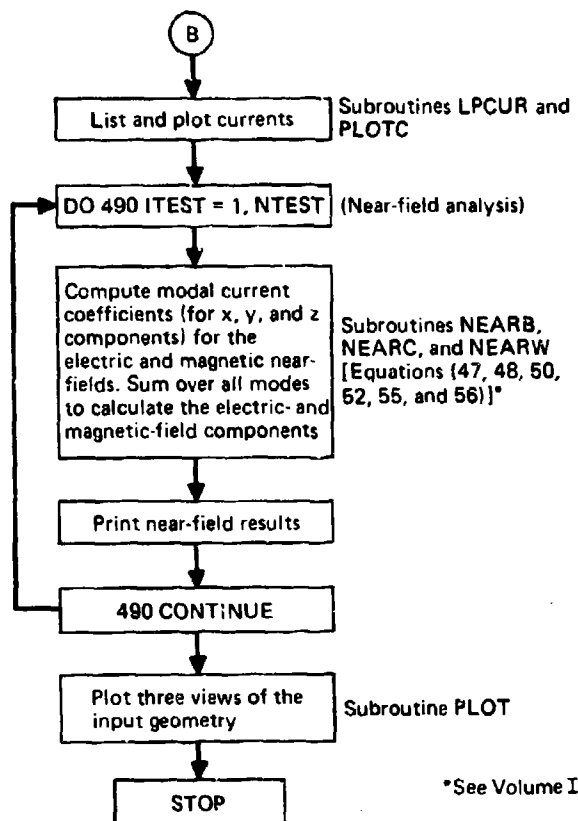 B
List and plot currents
Subroutines LPCUR and
PLOTC
DO 490 ITEST = 1, NTEST
(Near-field analysis)
Compute modal current
coefficients (for x, y, and z
components) for the
electric and magnetic near-
fields. Sum over all modes
to calculate the electric- and
magnetic-field components
Subroutines NEARB,
NEARC, and NEARW
[Equations (47, 48, 50,
52, 55, and 56)]*
Print near-field results
490 CONTINUE
Plot three views of the
input geometry
Subroutine PLOT
STOP
*See Volume I